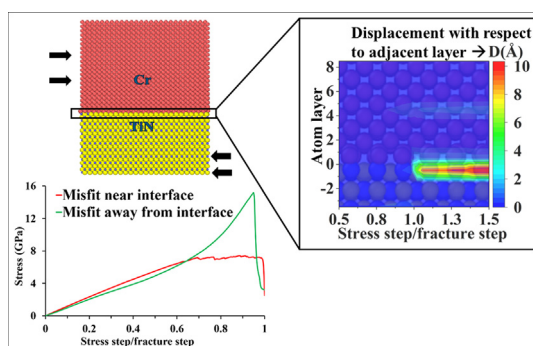 Cr
TiN
Displacement with respect
to adjacent layer → D(Å)
Atom layer
8
6
4
2
0
-2
0.5 0.8 1.0 1.3 1.5
Stress step/fracture step
10
8
6
4
2
0
Misfit near interface
Misfit away from interface
Stress (GPa)
16
12
8
4
0
0 0.2 0.4 0.6 0.8 1
Stress step/fracture step